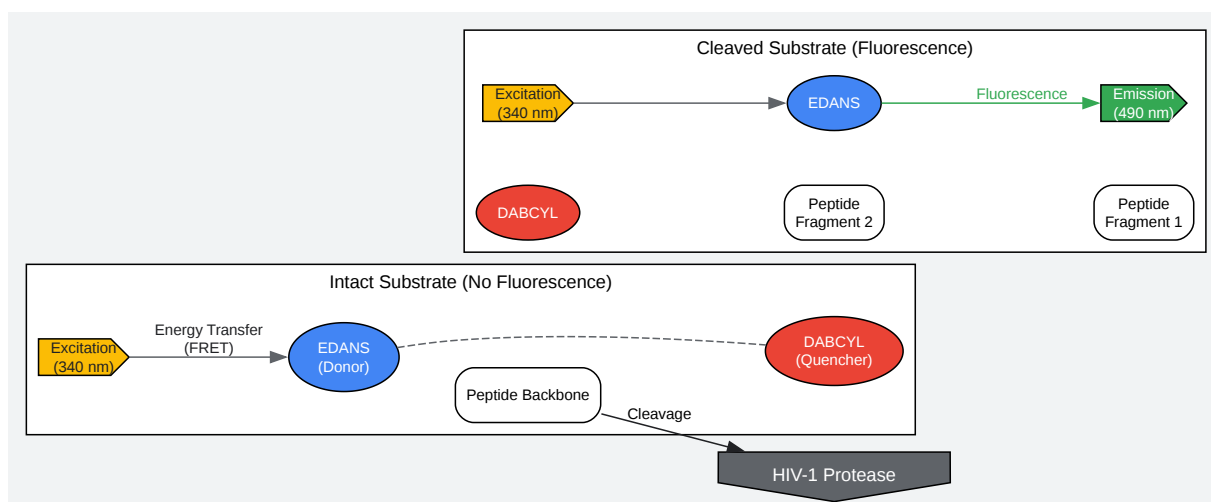 Cleaved Substrate (Fluorescence)
Excitation
(340 nm)
EDANS
Fluorescence
Emission
(490 nm)
DABCYL
Peptide
Fragment 2
Peptide
Fragment 1
Intact Substrate (No Fluorescence)
Excitation
(340 nm)
Energy Transfer
(FRET)
EDANS
(Donor)
DABCYL
(Quencher)
Peptide Backbone
Cleavage
HIV-1 Protease